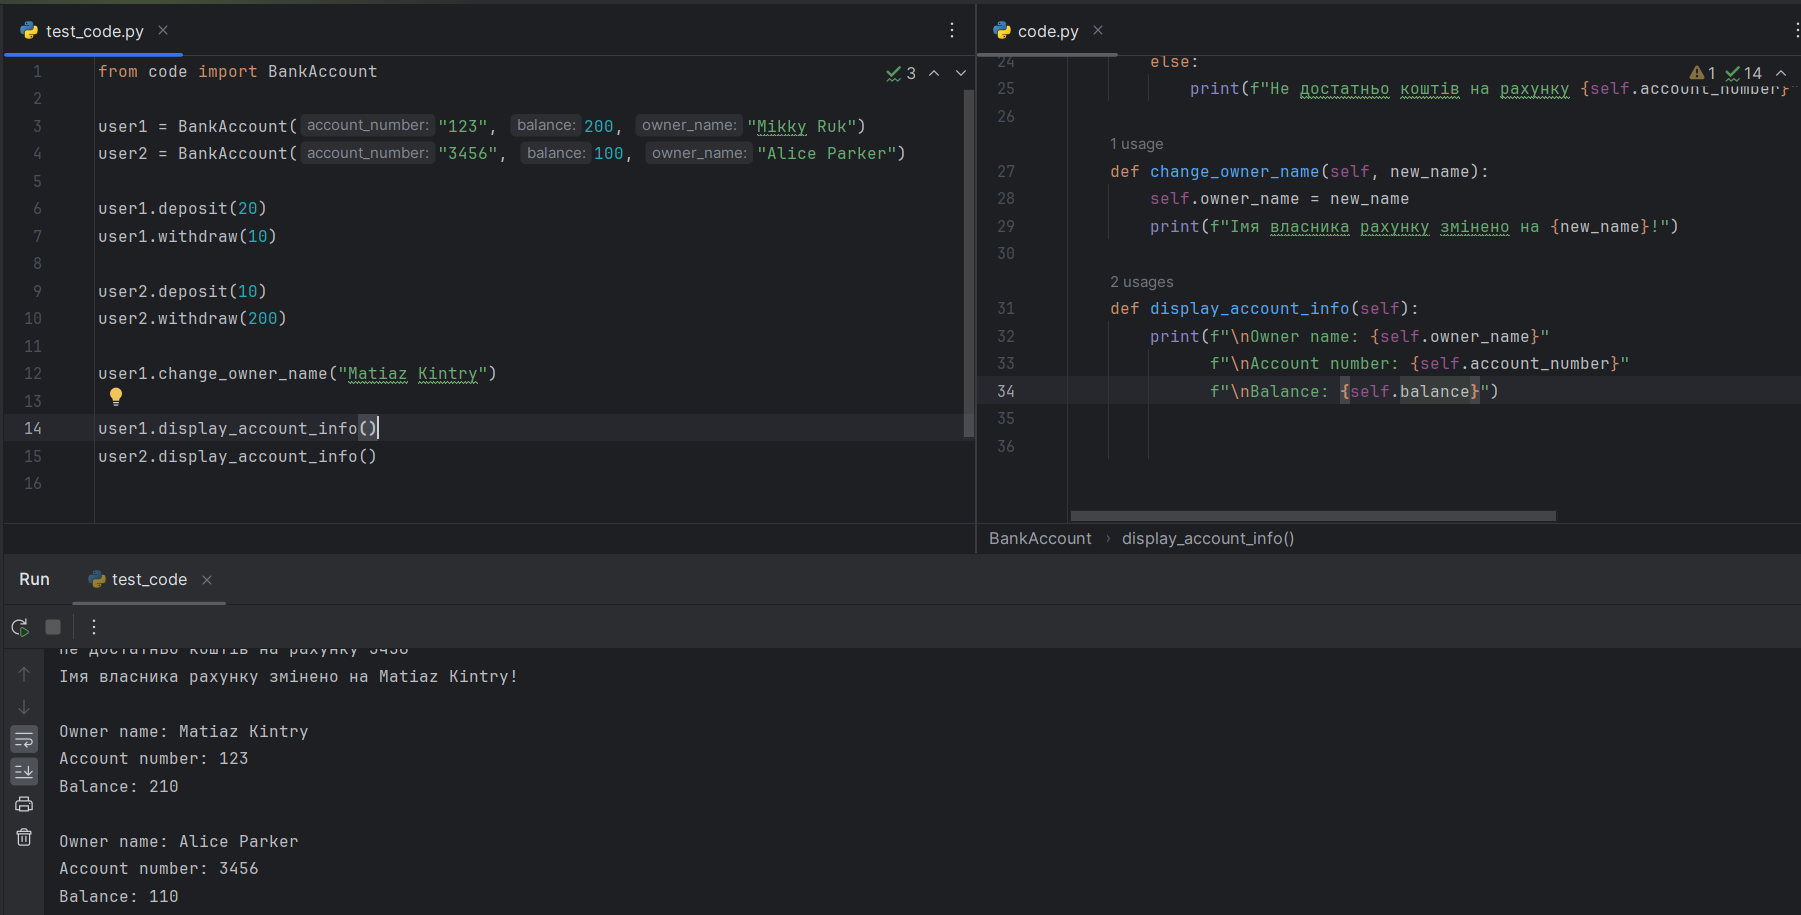 test_code.py
1 from code import BankAccount
3
2
3 user1 = BankAccount( account_number: "123", balance: 200, owner_name: "Mikky Ruk")
4 user2 = BankAccount( account_number: "3456", balance: 100, owner_name: "Alice Parker")
5
6 user1.deposit(20)
7 user1.withdraw(10)
8
9 user2.deposit(10)
10 user2.withdraw(200)
11
12 user1.change_owner_name("Matiaz Kintry")
13
14 user1.display_account_info()
15 user2.display_account_info()
16
code.py
24 else:
1 14
25 print(f"Не достатньо коштів на рахунку {self.account_number}
26
1 usage
27 def change_owner_name(self, new_name):
28 self.owner_name = new_name
29 print(f"Імя власника рахунку змінено на {new_name}!")
30
2 usages
31 def display_account_info(self):
32 print(f"\nOwner name: {self.owner_name}"
33 f"\nAccount number: {self.account_number}"
34 f"\nBalance: {self.balance}")
35
36
BankAccount › display_account_info()
Run test_code
Не достатньо коштів на рахунку 3456
Імя власника рахунку змінено на Matiaz Kintry!
Owner name: Matiaz Kintry
Account number: 123
Balance: 210
Owner name: Alice Parker
Account number: 3456
Balance: 110